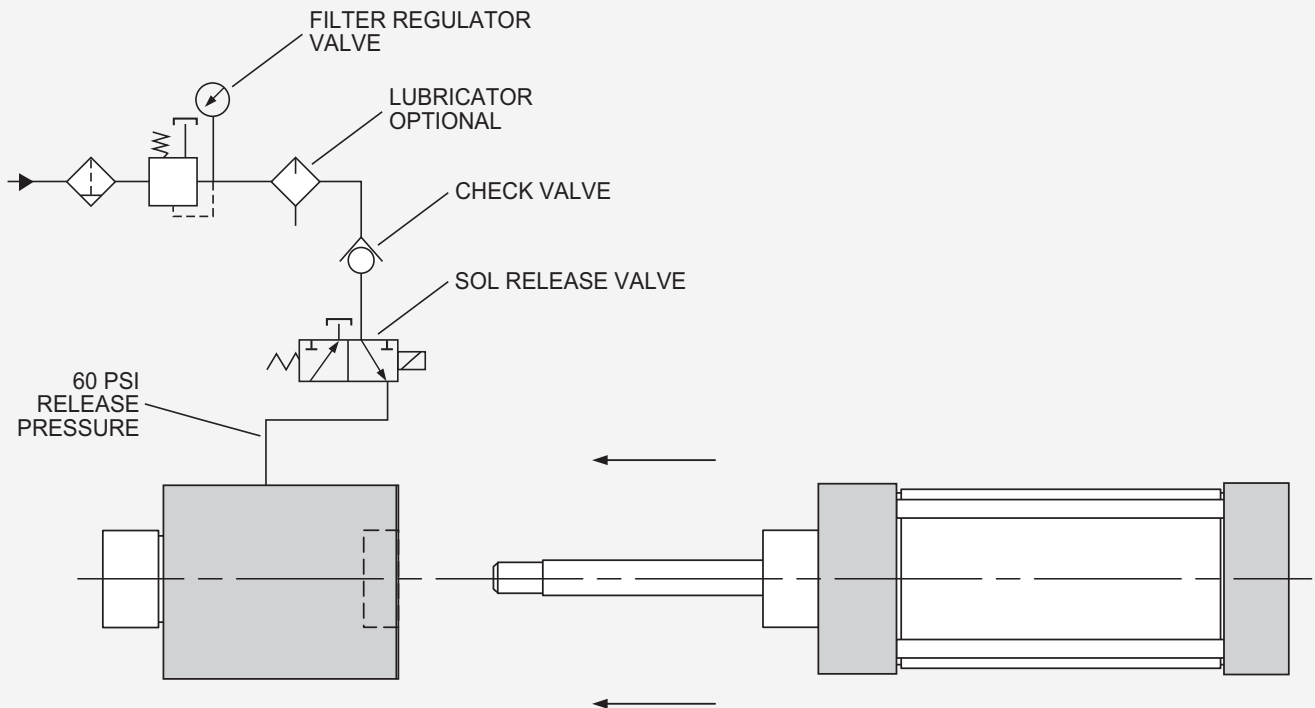 FILTER REGULATOR
VALVE
LUBRICATOR
OPTIONAL
CHECK VALVE
SOL RELEASE VALVE
60 PSI
RELEASE
PRESSURE